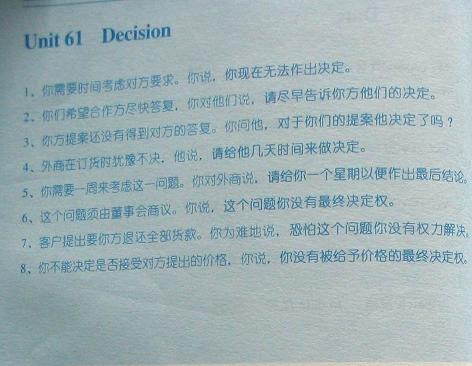 Unit 61 Decision
1、你需要时间考虑对方要求。你说，你现在无法作出决定。
2、你们希望合作方尽快答复，你对他们说，请尽早告诉你方他们的决定。
3、你方提案还没有得到对方的答复。你问他，对于你们的提案他决定了吗？
4、外商在订货时犹豫不决，他说，请给他几天时间来做决定。
5、你需要一周来考虑这一问题。你对外商说，请给你一个星期以便作出最后结论。
6、这个问题须由董事会商议。你说，这个问题你没有最终决定权。
7、客户提出要你方退还全部货款。你为难地说，恐怕这个问题你没有权力解决。
8、你不能决定是否接受对方提出的价格，你说，你没有被给予价格的最终决定权。